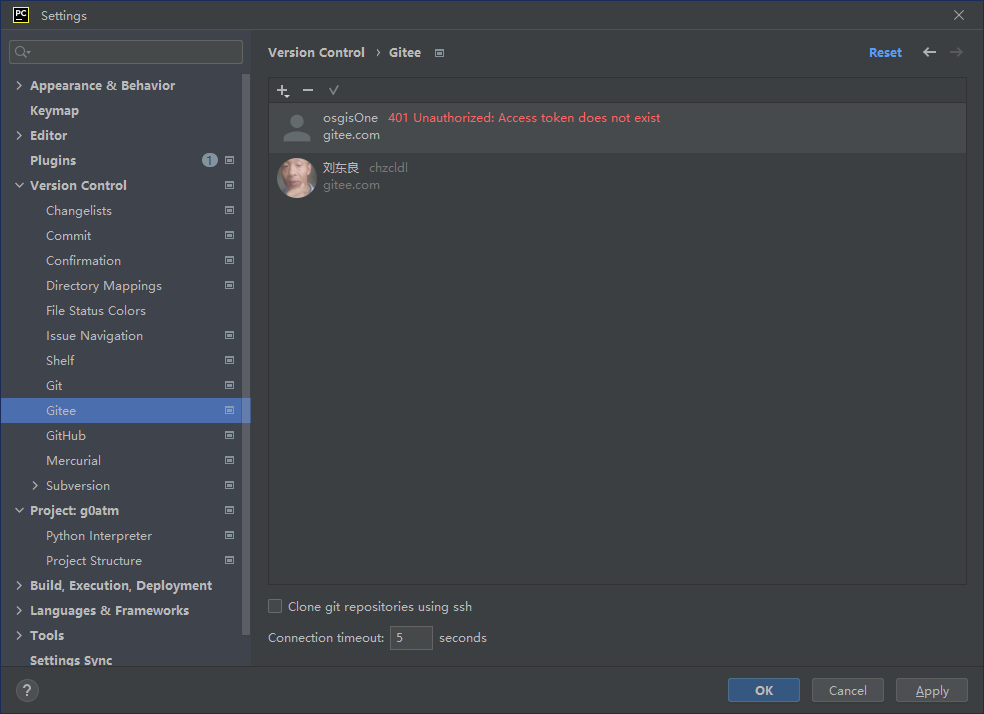 PC Settings
Version Control › Gitee Reset
Appearance & Behavior
Keymap
Editor
Plugins 1
Version Control
Changelists
Commit
Confirmation
Directory Mappings
File Status Colors
Issue Navigation
Shelf
Git
Gitee
GitHub
Mercurial
Subversion
Project: g0atm
Python Interpreter
Project Structure
Build, Execution, Deployment
Languages & Frameworks
Tools
Settings Sync
osgisOne 401 Unauthorized: Access token does not exist
gitee.com
刘东良 chzcldl
gitee.com
Clone git repositories using ssh
Connection timeout: 5 seconds
? OK Cancel Apply